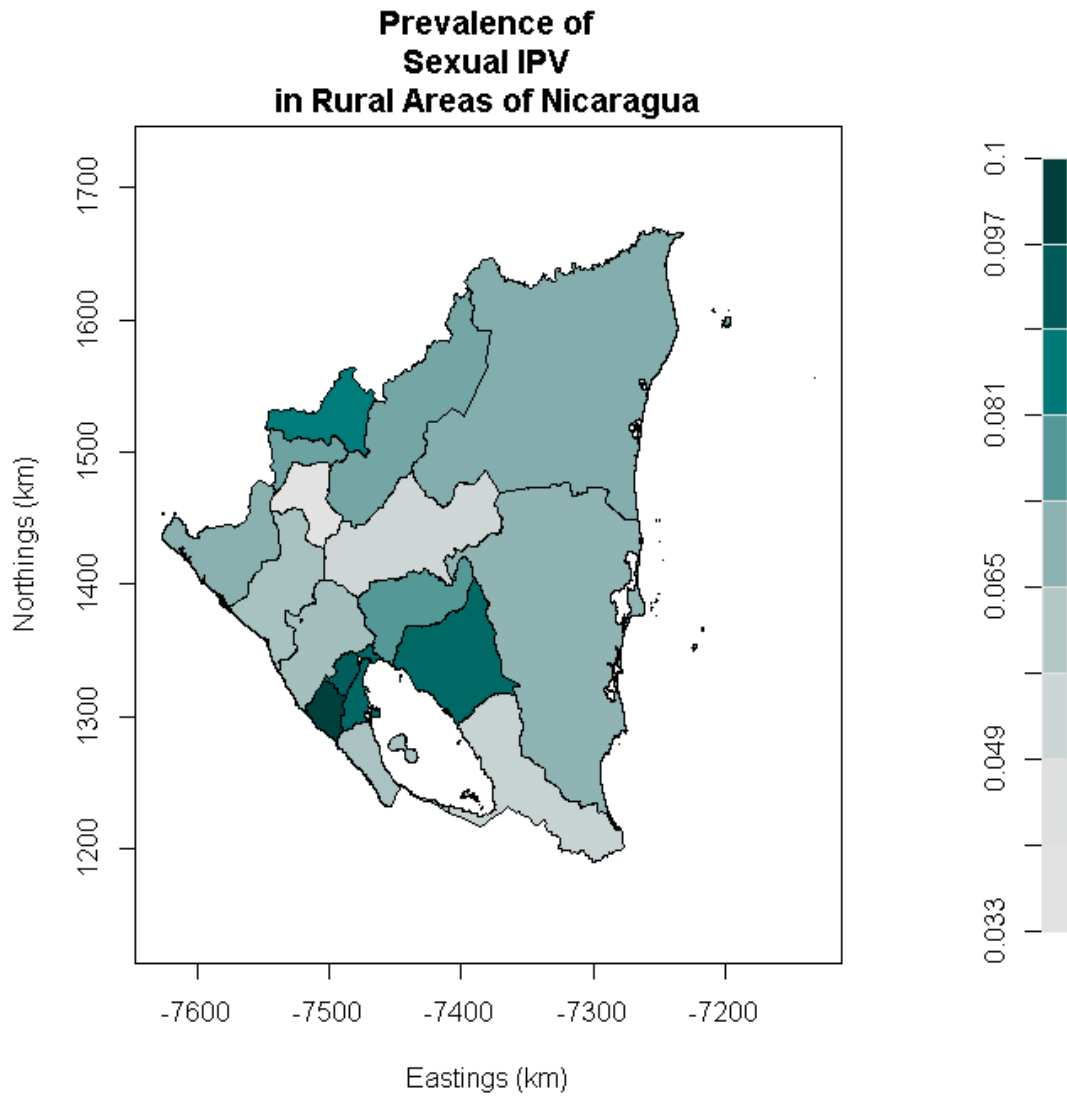 Prevalence of
Sexual IPV
in Rural Areas of Nicaragua
1700
1600
1500
1400
1300
1200
Northings (km)
-7600 -7500 -7400 -7300 -7200
Eastings (km)
0.1
0.097
0.081
0.065
0.049
0.033